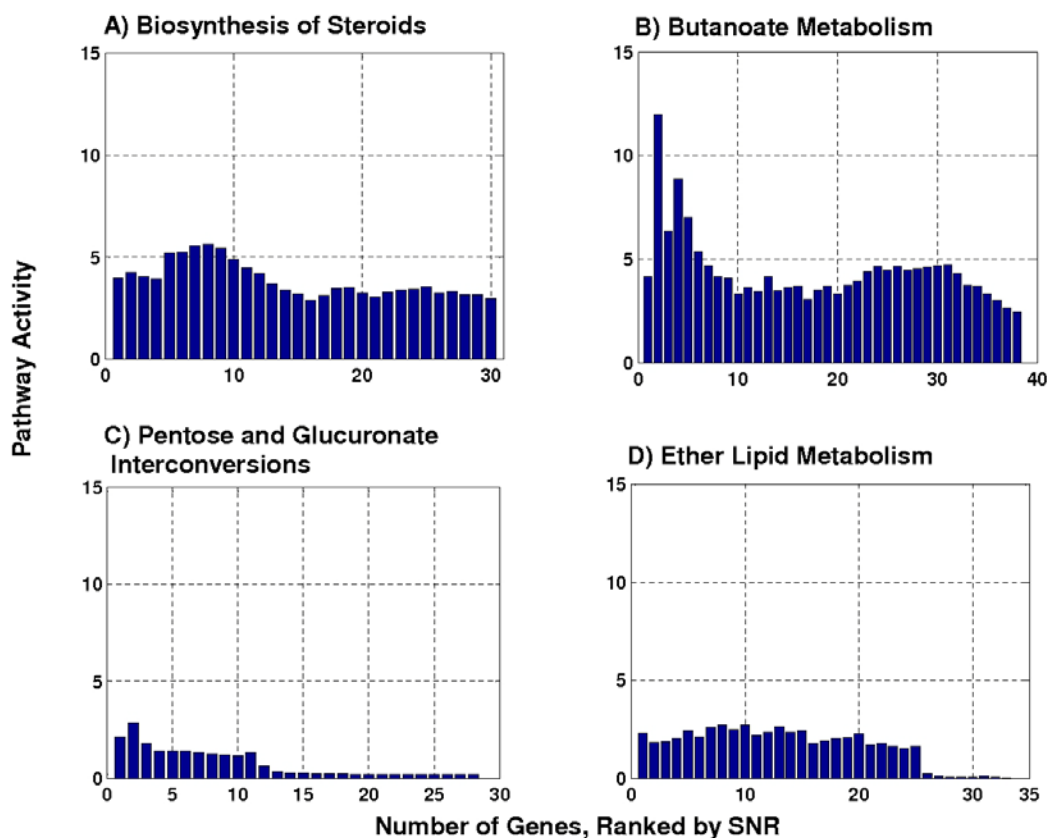 A) Biosynthesis of Steroids
15
10
5
0
0 10 20 30
B) Butanoate Metabolism
15
10
5
0
0 10 20 30 40
Pathway Activity
C) Pentose and Glucuronate
Interconversions
15
10
5
0
0 5 10 15 20 25 30
D) Ether Lipid Metabolism
15
10
5
0
0 5 10 15 20 25 30 35
Number of Genes, Ranked by SNR